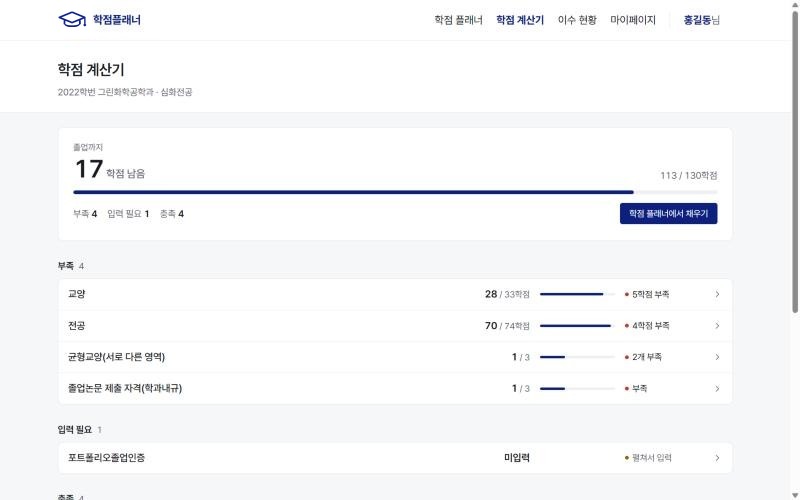 학점플래너
학점 플래너 학점 계산기 이수 현황 마이페이지 홍길동님
학점 계산기
2022학번 그린화학공학과 · 심화전공
졸업까지
17 학점 남음
113 / 130학점
부족 4 입력 필요 1 충족 4
학점 플래너에서 채우기
부족 4
교양 28 / 33학점 5학점 부족
전공 70 / 74학점 4학점 부족
균형교양(서로 다른 영역) 1 / 3 2개 부족
졸업논문 제출 자격(학과내규) 1 / 3 부족
입력 필요 1
포트폴리오졸업인증 미입력 펼쳐서 입력
충족 4